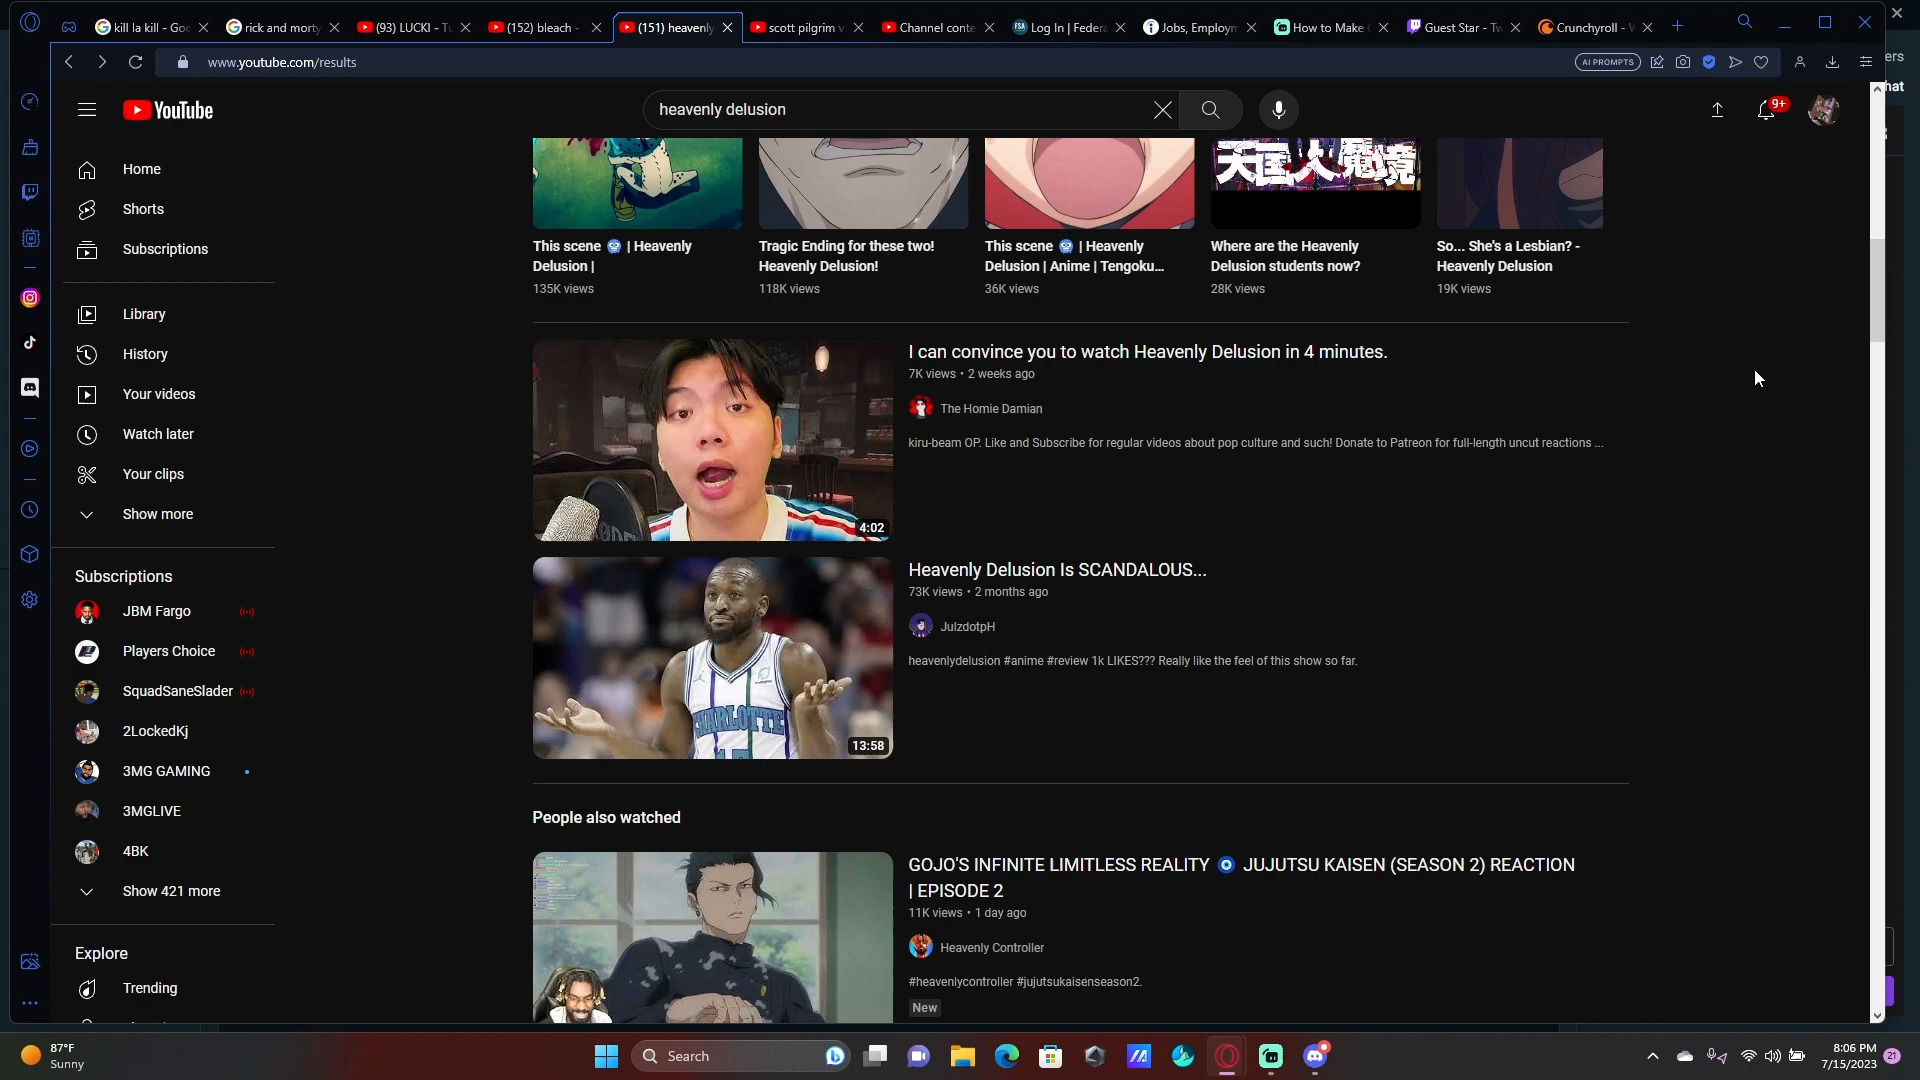 kill la kill - Goo
rick and morty
(93) LUCKI - Tu
(152) bleach -
(151) heavenly
scott pilgrim v
Channel conte
FSA Log In | Federa
Jobs, Employm
How to Make
Guest Star - Tw
Crunchyroll - W
www.youtube.com/results
AI PROMPTS
ers
hat
YouTube
heavenly delusion
9+
Home
Shorts
Subscriptions
Library
History
Your videos
Watch later
Your clips
Show more
Subscriptions
JBM Fargo
Players Choice
SquadSaneSlader
2LockedKj
3MG GAMING
3MGLIVE
4BK
Show 421 more
Explore
Trending
天国大魔境
This scene 🥶 | Heavenly
Delusion |
135K views
Tragic Ending for these two!
Heavenly Delusion!
118K views
This scene 🥶 | Heavenly
Delusion | Anime | Tengoku...
36K views
Where are the Heavenly
Delusion students now?
28K views
So... She's a Lesbian? -
Heavenly Delusion
19K views
4:02
I can convince you to watch Heavenly Delusion in 4 minutes.
7K views • 2 weeks ago
The Homie Damian
kiru-beam OP. Like and Subscribe for regular videos about pop culture and such! Donate to Patreon for full-length uncut reactions ...
CHARLOTTE
13:58
Heavenly Delusion Is SCANDALOUS...
73K views • 2 months ago
JulzdotpH
heavenlydelusion #anime #review 1k LIKES??? Really like the feel of this show so far.
People also watched
GOJO'S INFINITE LIMITLESS REALITY 🧿 JUJUTSU KAISEN (SEASON 2) REACTION
| EPISODE 2
11K views • 1 day ago
Heavenly Controller
#heavenlycontroller #jujutsukaisenseason2.
New
87°F
Sunny
Search
8:06 PM
7/15/2023
21